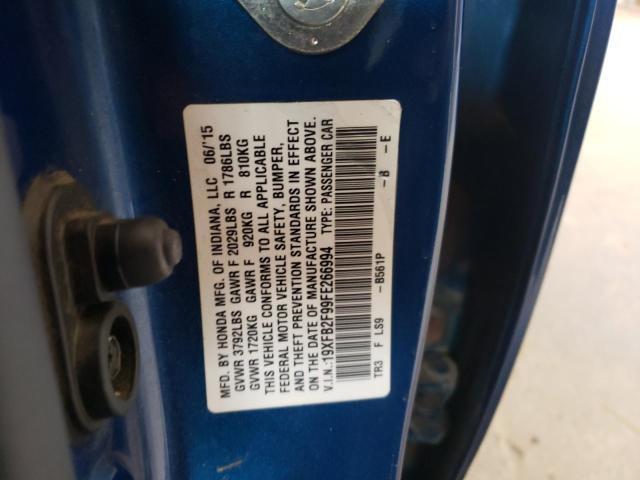 MFD. BY HONDA MFG. OF INDIANA, LLC 06/'15
GVWR 3792LBS GAWR F 2029LBS R 1786LBS
GVWR 1720KG GAWR F 920KG R 810KG
THIS VEHICLE CONFORMS TO ALL APPLICABLE
FEDERAL MOTOR VEHICLE SAFETY, BUMPER,
AND THEFT PREVENTION STANDARDS IN EFFECT
ON THE DATE OF MANUFACTURE SHOWN ABOVE.
V.I.N.:19XFB2F99FE266994 TYPE: PASSENGER CAR
TR3 F LS9 -B561P -B -E